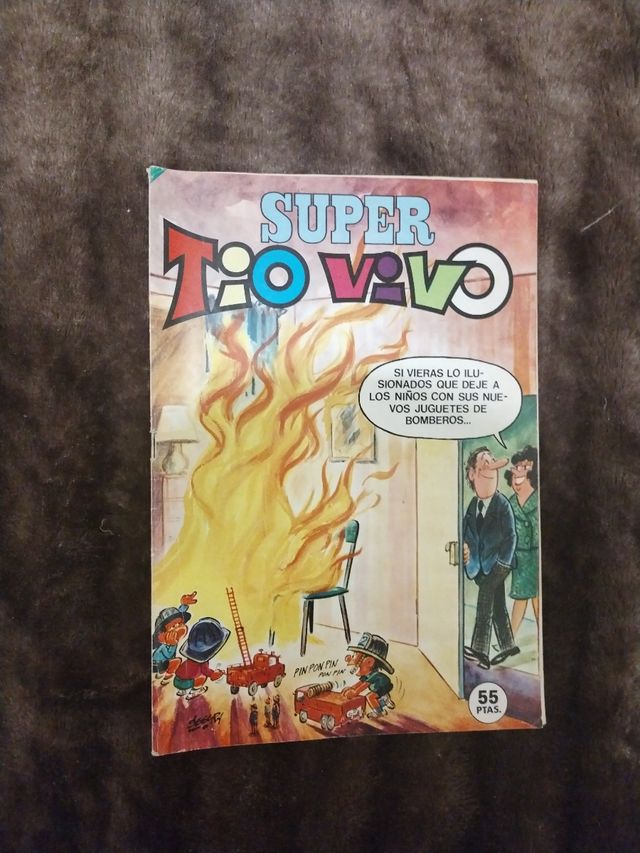 SUPER
TIO VIVO
SI VIERAS LO ILU-
SIONADOS QUE DEJE A
LOS NIÑOS CON SUS NUE-
VOS JUGUETES DE
BOMBEROS...
PIN PON PIN
PON PIN
55
PTAS.